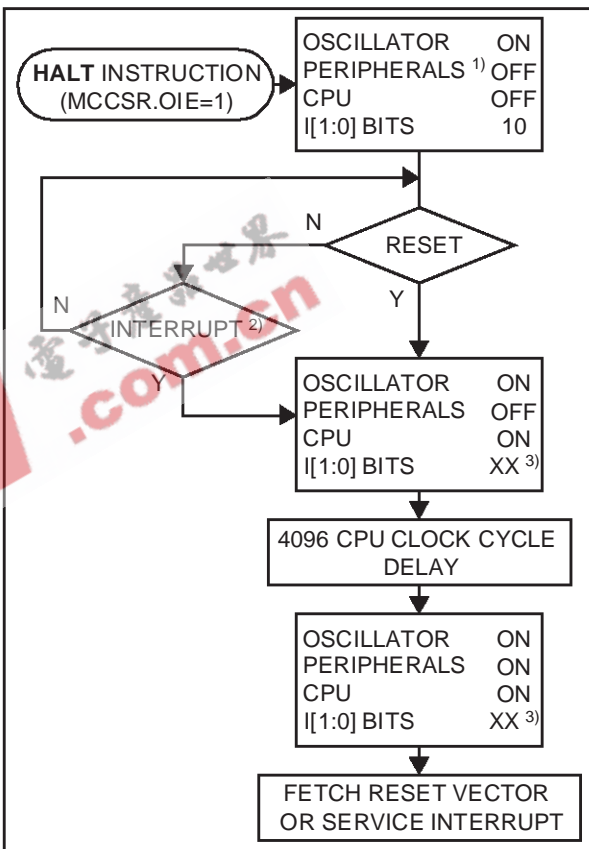 HALT INSTRUCTION
(MCCSR.OIE=1)
OSCILLATOR ON
PERIPHERALS 1) OFF
CPU OFF
I[1:0] BITS 10
N
RESET
Y
N
INTERRUPT 2)
Y
OSCILLATOR ON
PERIPHERALS OFF
CPU ON
I[1:0] BITS XX 3)
4096 CPU CLOCK CYCLE
DELAY
OSCILLATOR ON
PERIPHERALS ON
CPU ON
I[1:0] BITS XX 3)
FETCH RESET VECTOR
OR SERVICE INTERRUPT
.com.cn